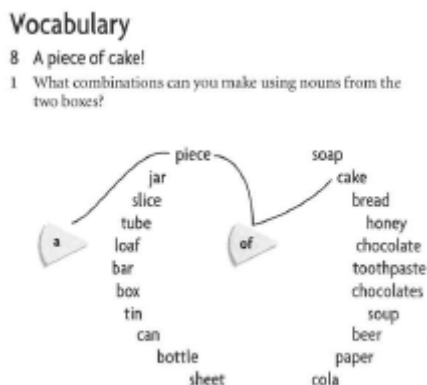 Vocabulary
8 A piece of cake!
1 What combinations can you make using nouns from the
two boxes?
piece soap
jar cake
slice bread
tube honey
a loaf of chocolate
bar toothpaste
box chocolates
tin soup
can beer
bottle paper
sheet cola